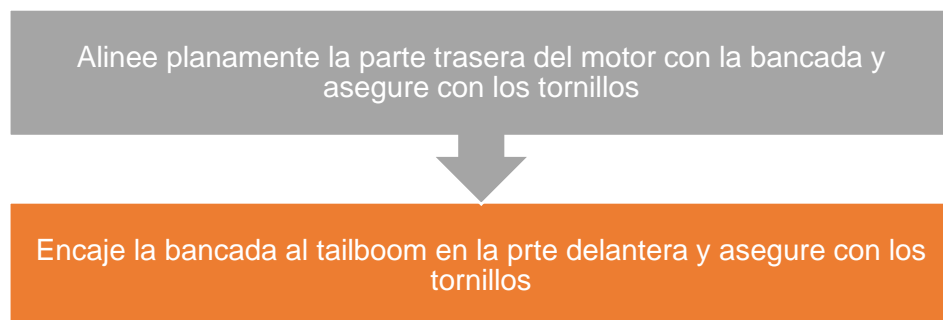 Alinee planamente la parte trasera del motor con la bancada y
asegure con los tornillos
Encaje la bancada al tailboom en la prte delantera y asegure con los
tornillos